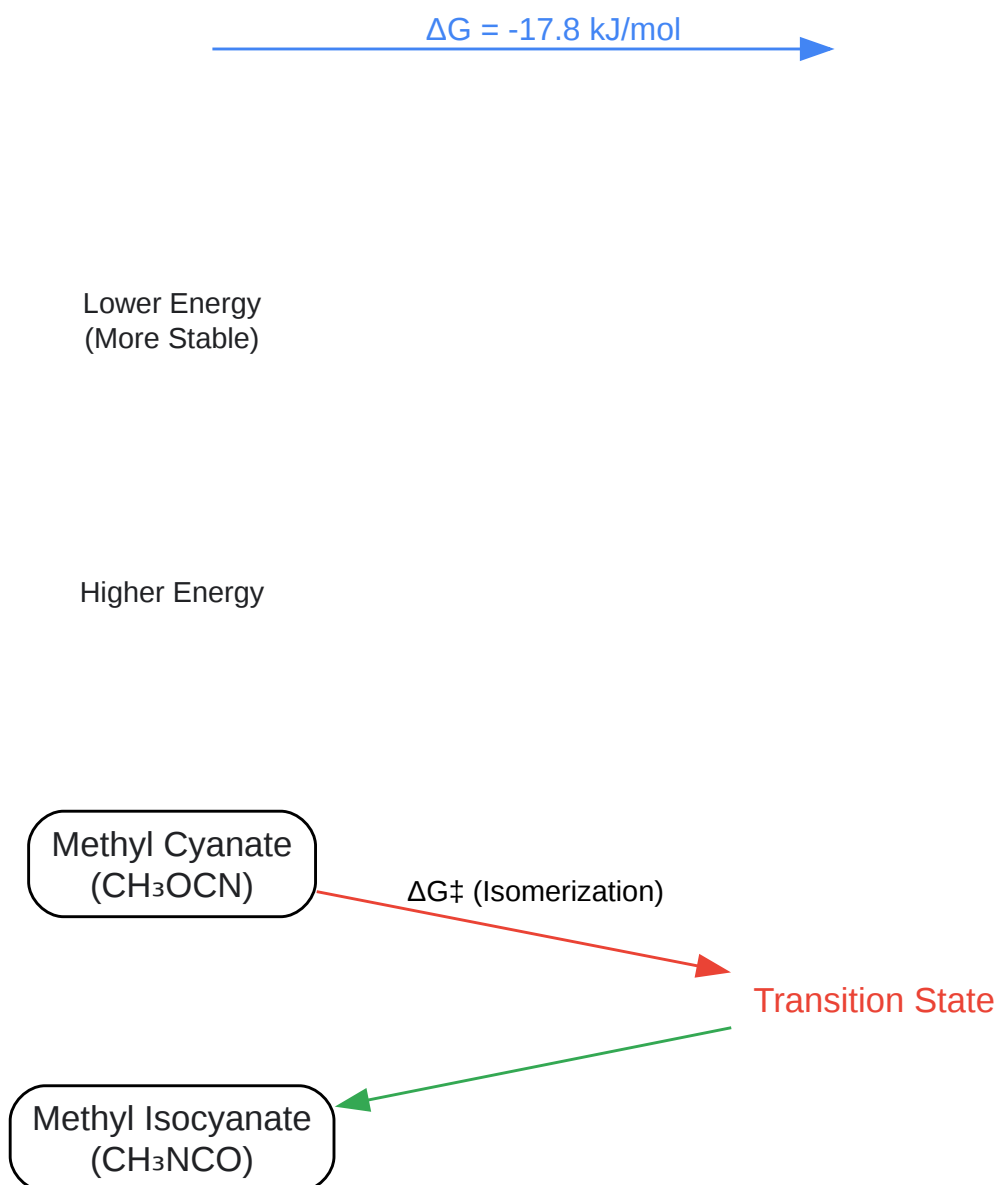 ΔG = -17.8 kJ/mol
Lower Energy
(More Stable)
Higher Energy
Methyl Cyanate
(CH₃OCN)
ΔG‡ (Isomerization)
Transition State
Methyl Isocyanate
(CH₃NCO)